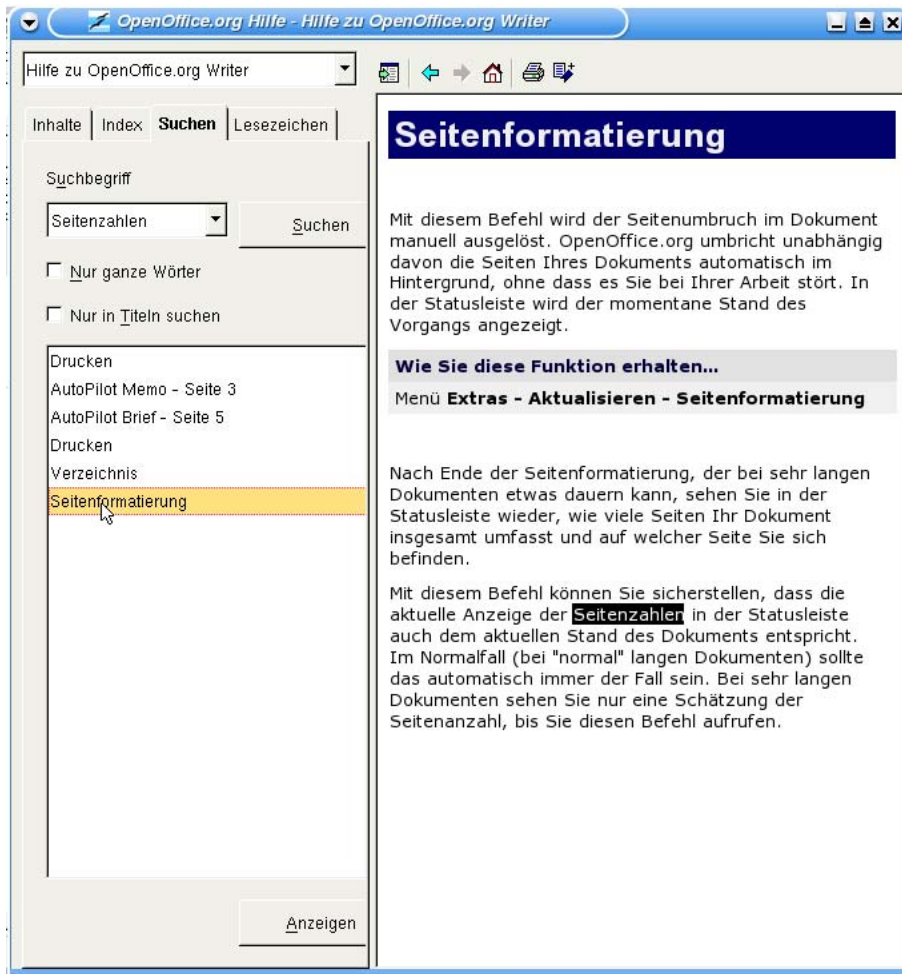 OpenOffice.org Hilfe - Hilfe zu OpenOffice.org Writer
Hilfe zu OpenOffice.org Writer
Inhalte Index Suchen Lesezeichen
Suchbegriff
Seitenzahlen Suchen
Nur ganze Wörter
Nur in Titeln suchen
Drucken
AutoPilot Memo - Seite 3
AutoPilot Brief - Seite 5
Drucken
Verzeichnis
Seitenformatierung
Anzeigen
Seitenformatierung
Mit diesem Befehl wird der Seitenumbruch im Dokument
manuell ausgelöst. OpenOffice.org umbricht unabhängig
davon die Seiten Ihres Dokuments automatisch im
Hintergrund, ohne dass es Sie bei Ihrer Arbeit stört. In
der Statusleiste wird der momentane Stand des
Vorgangs angezeigt.
Wie Sie diese Funktion erhalten...
Menü Extras - Aktualisieren - Seitenformatierung
Nach Ende der Seitenformatierung, der bei sehr langen
Dokumenten etwas dauern kann, sehen Sie in der
Statusleiste wieder, wie viele Seiten Ihr Dokument
insgesamt umfasst und auf welcher Seite Sie sich
befinden.
Mit diesem Befehl können Sie sicherstellen, dass die
aktuelle Anzeige der Seitenzahlen in der Statusleiste
auch dem aktuellen Stand des Dokuments entspricht.
Im Normalfall (bei "normal" langen Dokumenten) sollte
das automatisch immer der Fall sein. Bei sehr langen
Dokumenten sehen Sie nur eine Schätzung der
Seitenanzahl, bis Sie diesen Befehl aufrufen.